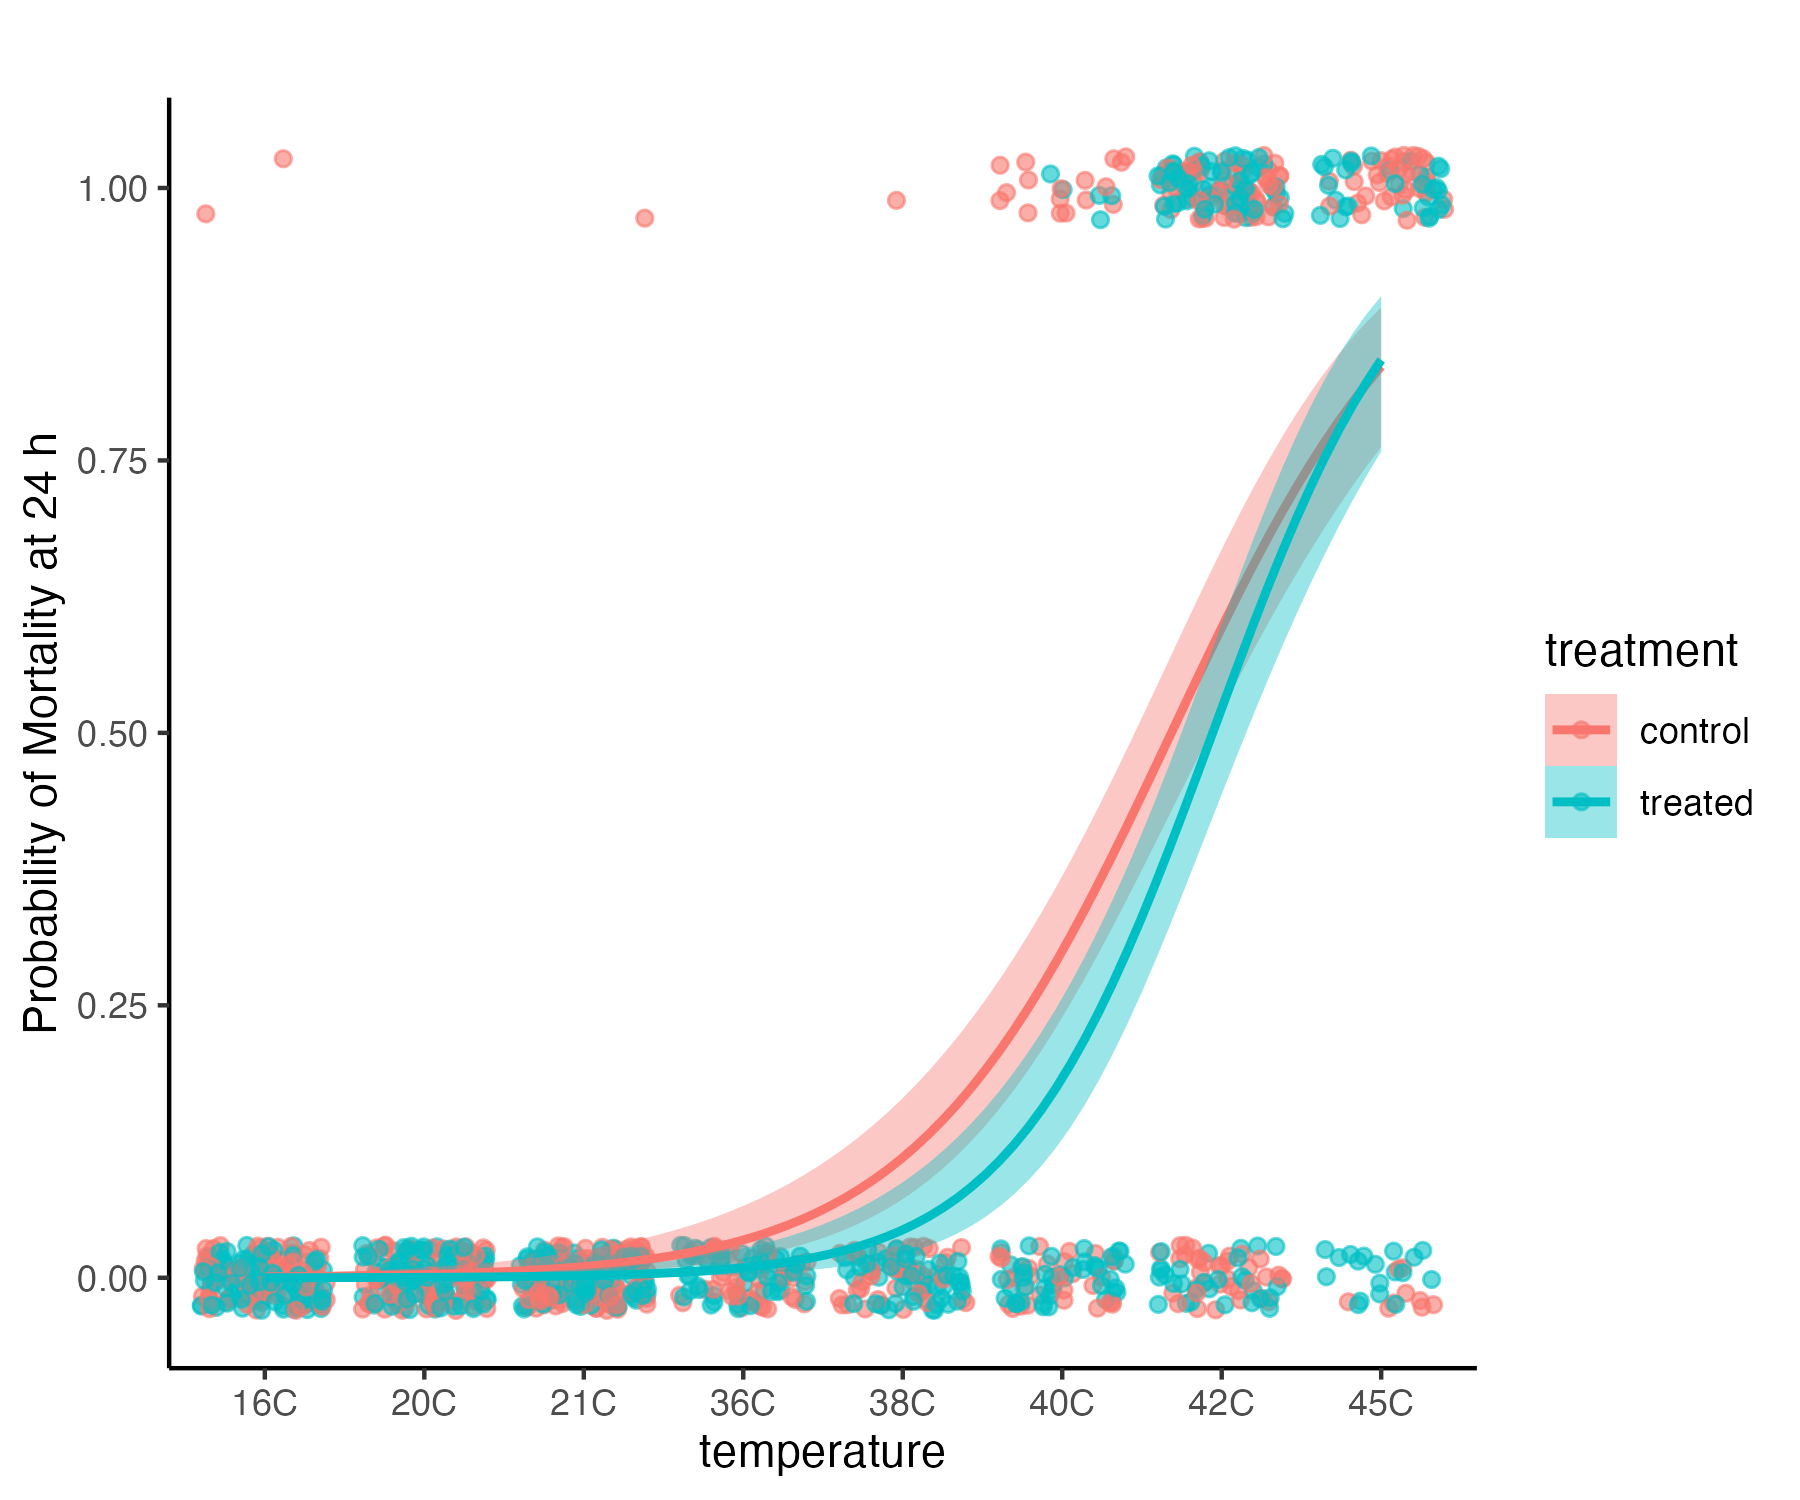 1.00
0.75
0.50
0.25
0.00
Probability of Mortality at 24 h
16C 20C 21C 36C 38C 40C 42C 45C
temperature
treatment
control
treated